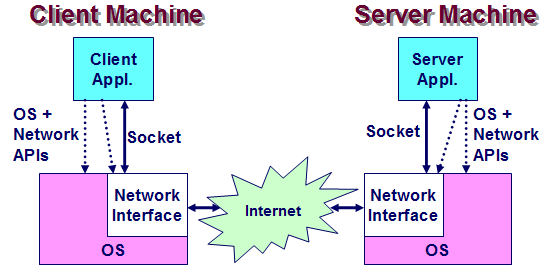 Client Machine
Server Machine
Client
Appl.
Server
Appl.
OS +
Network
APIs
Socket
Socket
OS +
Network
APIs
Network
Interface
Internet
Network
Interface
OS
OS